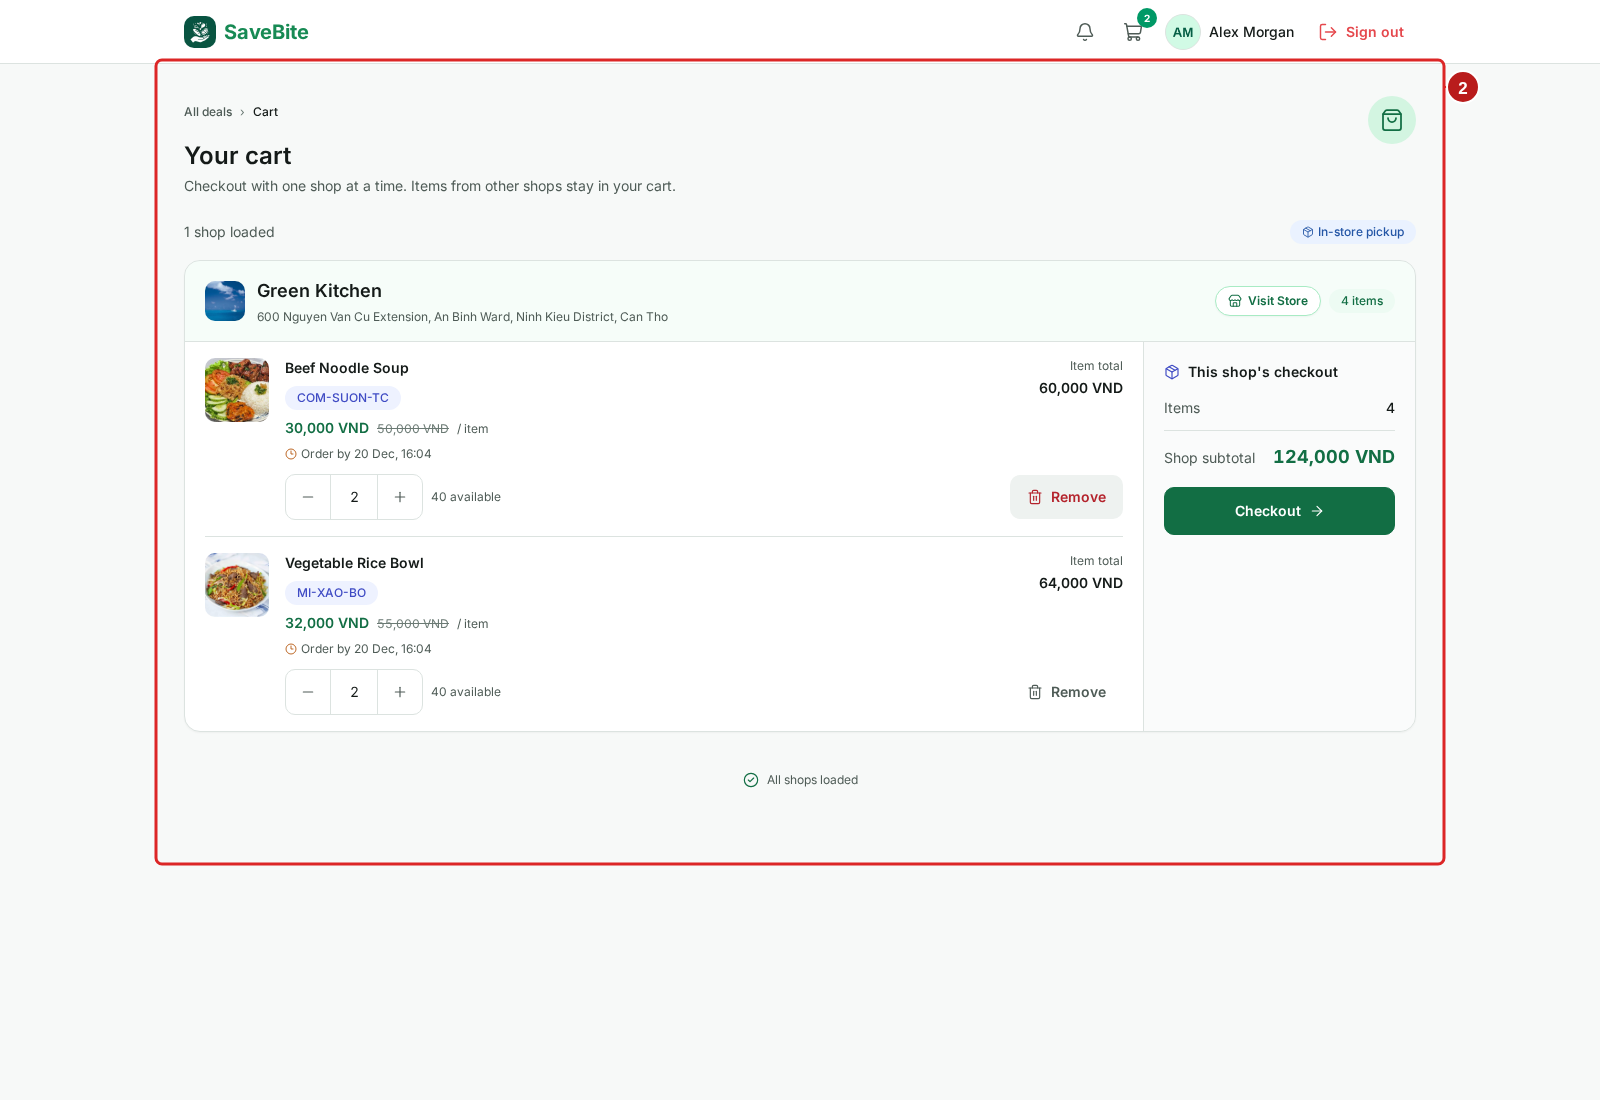 SaveBite
2
AM
Alex Morgan
Sign out
2
All deals › Cart
Your cart
Checkout with one shop at a time. Items from other shops stay in your cart.
1 shop loaded
In-store pickup
Green Kitchen
600 Nguyen Van Cu Extension, An Binh Ward, Ninh Kieu District, Can Tho
Visit Store
4 items
Beef Noodle Soup
COM-SUON-TC
30,000 VND 50,000 VND / item
Order by 20 Dec, 16:04
− 2 + 40 available
Item total
60,000 VND
Remove
Vegetable Rice Bowl
MI-XAO-BO
32,000 VND 55,000 VND / item
Order by 20 Dec, 16:04
− 2 + 40 available
Item total
64,000 VND
Remove
This shop's checkout
Items 4
Shop subtotal 124,000 VND
Checkout →
All shops loaded